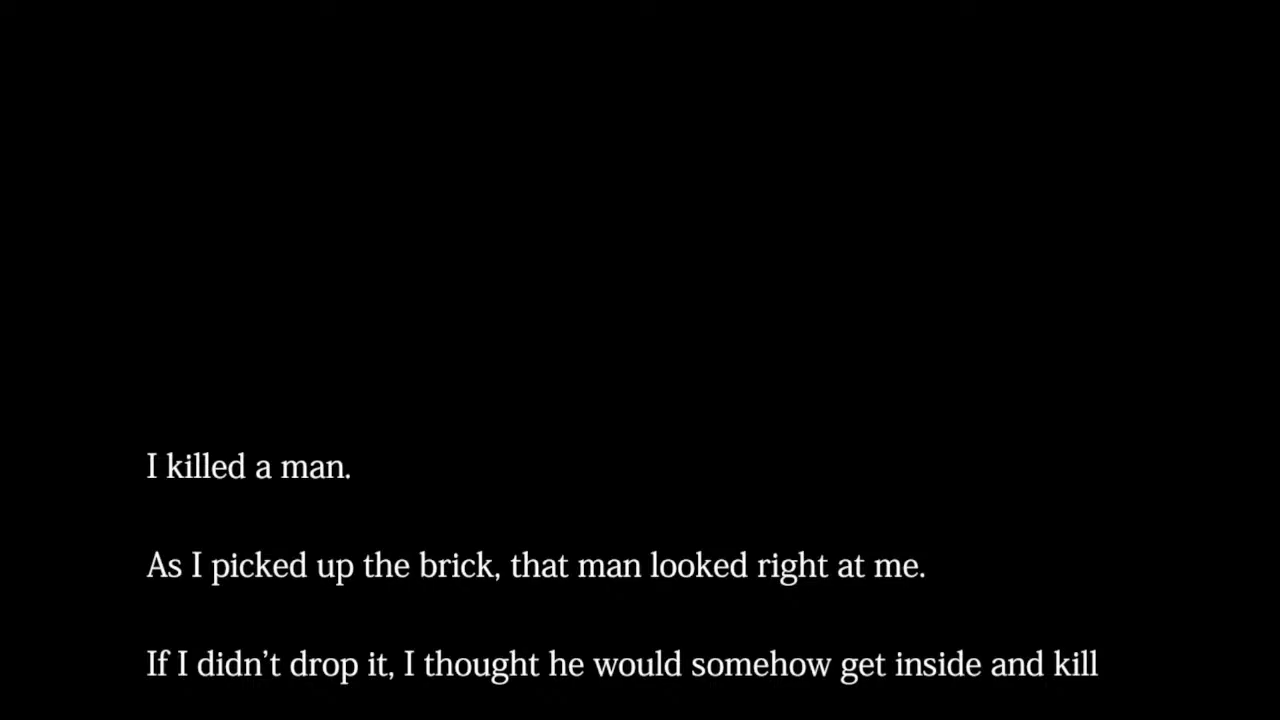 I killed a man.
As I picked up the brick, that man looked right at me.
If I didn’t drop it, I thought he would somehow get inside and kill